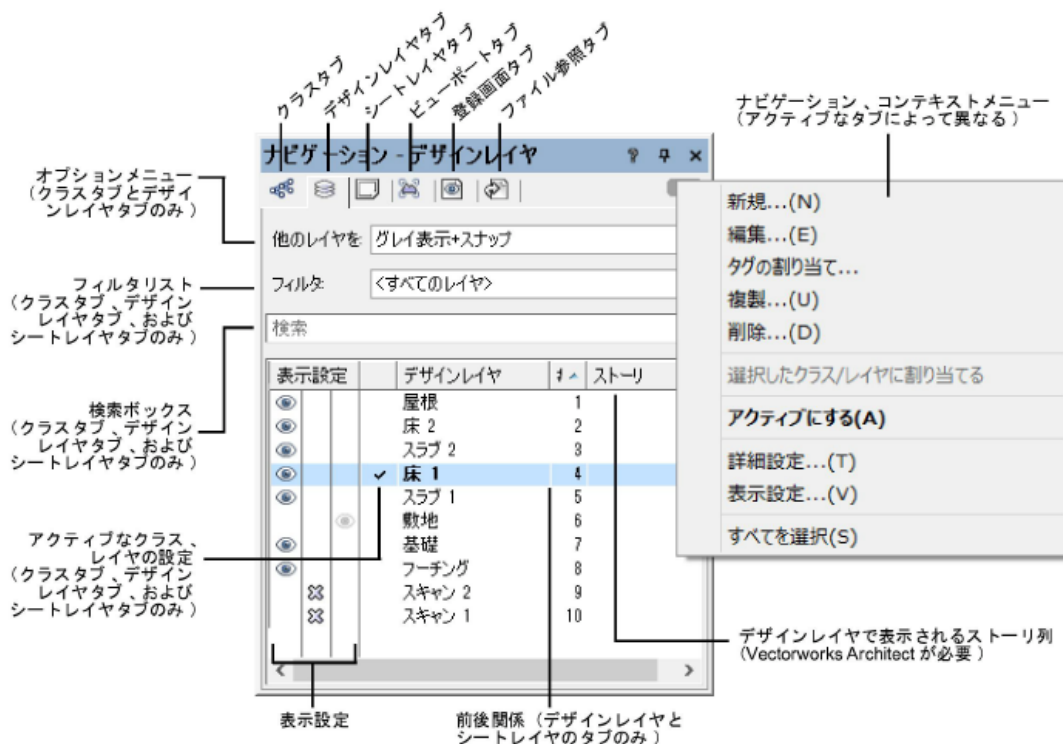 クラスタブ
デザインレイヤタブ
シートレイヤタブ
ビューポートタブ
登録画面タブ
ファイル参照タブ
ナビゲーション、コンテキストメニュー
(アクティブなタブによって異なる)
オプションメニュー
(クラスタブとデザイ
ンレイヤタブのみ)
フィルタリスト
(クラスタブ、デザイン
レイヤタブ、および
シートレイヤタブのみ)
検索ボックス
(クラスタブ、デザイン
レイヤタブ、および
シートレイヤタブのみ)
アクティブなクラス、
レイヤの設定
(クラスタブ、デザイン
レイヤタブ、および
シートレイヤタブのみ)
ナビゲーション - デザインレイヤ
他のレイヤを: グレイ表示+スナップ
フィルタ: <すべてのレイヤ>
検索
表示設定 デザインレイヤ # ストーリ
屋根 1
床 2 2
スラブ 2 3
床 1 4
スラブ 1 5
敷地 6
基礎 7
フーチング 8
スキャン 2 9
スキャン 1 10
新規...(N)
編集...(E)
タグの割り当て...
複製...(U)
削除...(D)
選択したクラス/レイヤに割り当てる
アクティブにする(A)
詳細設定...(T)
表示設定...(V)
すべてを選択(S)
デザインレイヤで表示されるストーリ列
(Vectorworks Architect が必要)
表示設定
前後関係(デザインレイヤと
シートレイヤのタブのみ)